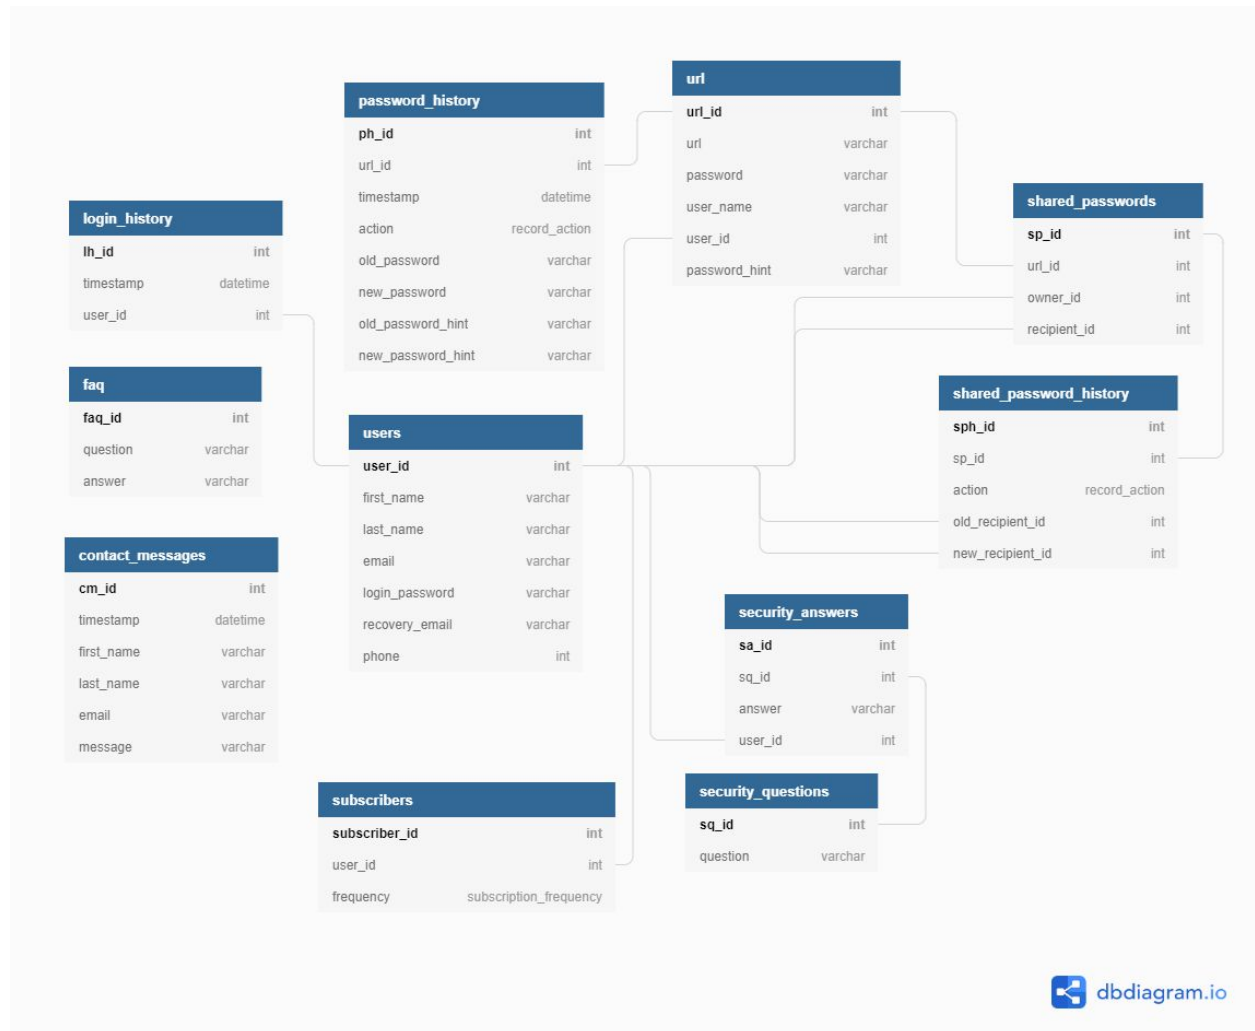 url
url_id int
url varchar
password varchar
user_name varchar
user_id int
password_hint varchar
password_history
ph_id int
url_id int
timestamp datetime
action record_action
old_password varchar
new_password varchar
old_password_hint varchar
new_password_hint varchar
shared_passwords
sp_id int
url_id int
owner_id int
recipient_id int
login_history
lh_id int
timestamp datetime
user_id int
faq
faq_id int
question varchar
answer varchar
users
user_id int
first_name varchar
last_name varchar
email varchar
login_password varchar
recovery_email varchar
phone int
shared_password_history
sph_id int
sp_id int
action record_action
old_recipient_id int
new_recipient_id int
contact_messages
cm_id int
timestamp datetime
first_name varchar
last_name varchar
email varchar
message varchar
security_answers
sa_id int
sq_id int
answer varchar
user_id int
subscribers
subscriber_id int
user_id int
frequency subscription_frequency
security_questions
sq_id int
question varchar
dbdiagram.io